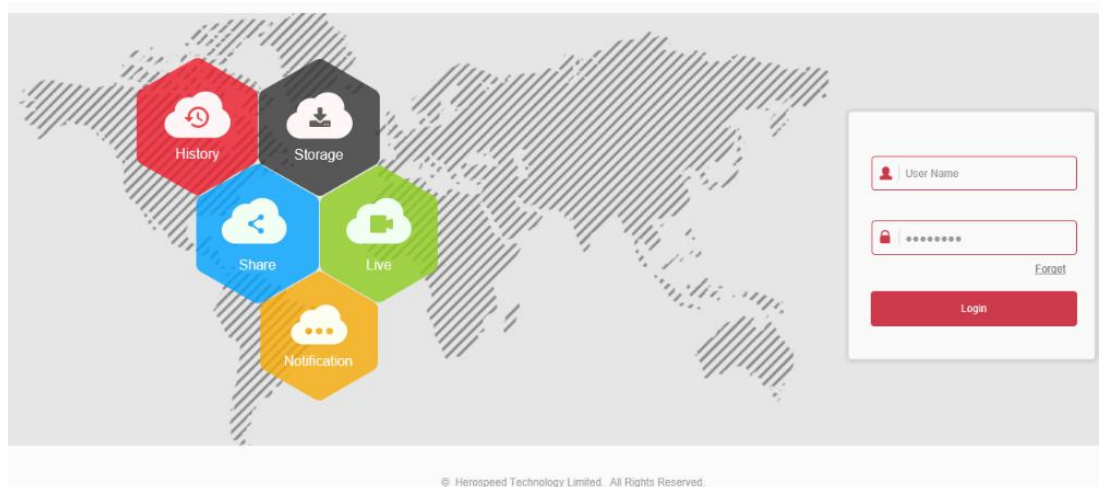 History
Storage
Share
Live
Notification
User Name
Forget
Login
© Herospeed Technology Limited. All Rights Reserved.